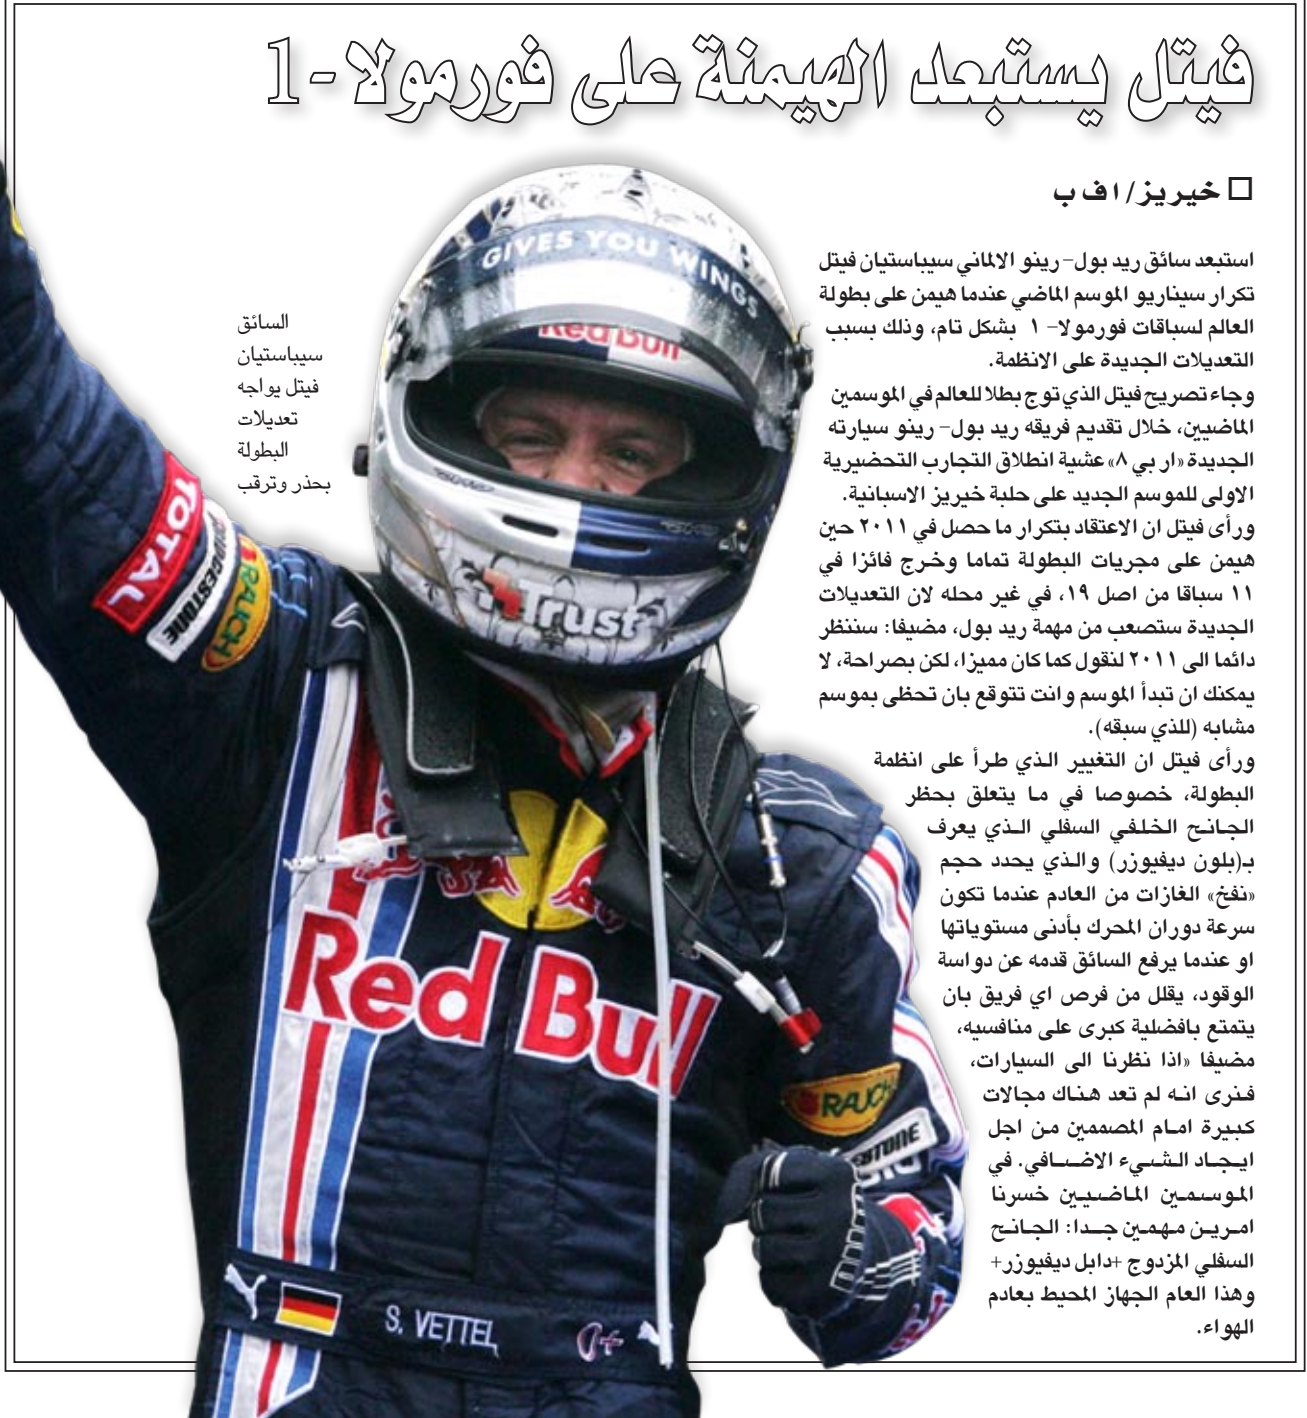 فيتل يستبعد الهيمنة على فورمولا-1
□ خيريز/ اف ب
استبعد سائق ريد بول- رينو الالماني سيباستيان فيتل
تكرار سيناريو الموسم الماضي عندما هيمن على بطولة
العالم لسباقات فورمولا- ١ بشكل تام، وذلك بسبب
التعديلات الجديدة على الانظمة.
وجاء تصريح فيتل الذي توج بطلا للعالم في الموسمين
الماضيين، خلال تقديم فريقه ريد بول- رينو سيارته
الجديدة «ار بي ٨» عشية انطلاق التجارب التحضيرية
الاولى للموسم الجديد على حلبة خيريز الاسبانية.
ورأى فيتل ان الاعتقاد بتكرار ما حصل في ٢٠١١ حين
هيمن على مجريات البطولة تماما وخرج فائزا في
١١ سباقا من اصل ١٩، في غير محله لان التعديلات
الجديدة ستصعب من مهمة ريد بول، مضيفا: سننظر
دائما الى ٢٠١١ لنقول كما كان مميزا، لكن بصراحة، لا
يمكنك ان تبدأ الموسم وانت تتوقع بان تحظى بموسم
مشابه (للذي سبقه).
ورأى فيتل ان التغيير الذي طرأ على انظمة
البطولة، خصوصا في ما يتعلق بحظر
الجانح الخلفي السفلي الذي يعرف
بـ(بلون ديفيوزر) والذي يحدد حجم
«نفخ» الغازات من العادم عندما تكون
سرعة دوران المحرك بأدنى مستوياتها
او عندما يرفع السائق قدمه عن دواسة
الوقود، يقلل من فرص اي فريق بان
يتمتع بافضلية كبرى على منافسيه،
مضيفا «اذا نظرنا الى السيارات،
فنرى انه لم تعد هناك مجالات
كبيرة امام المصممين من اجل
ايجاد الشيء الاضافي. في
الموسمين الماضيين خسرنا
امرين مهمين جدا: الجانح
السفلي المزدوج +دابل ديفيوزر+
وهذا العام الجهاز المحيط بعادم
الهواء.
السائق
سيباستيان
فيتل يواجه
تعديلات
البطولة
بحذر وترقب
GIVES YOU WINGS
Red Bull
Trust
TOTAL
BRIDGESTONE
RAUCH
Red Bull
RAUCH
S. VETTEL